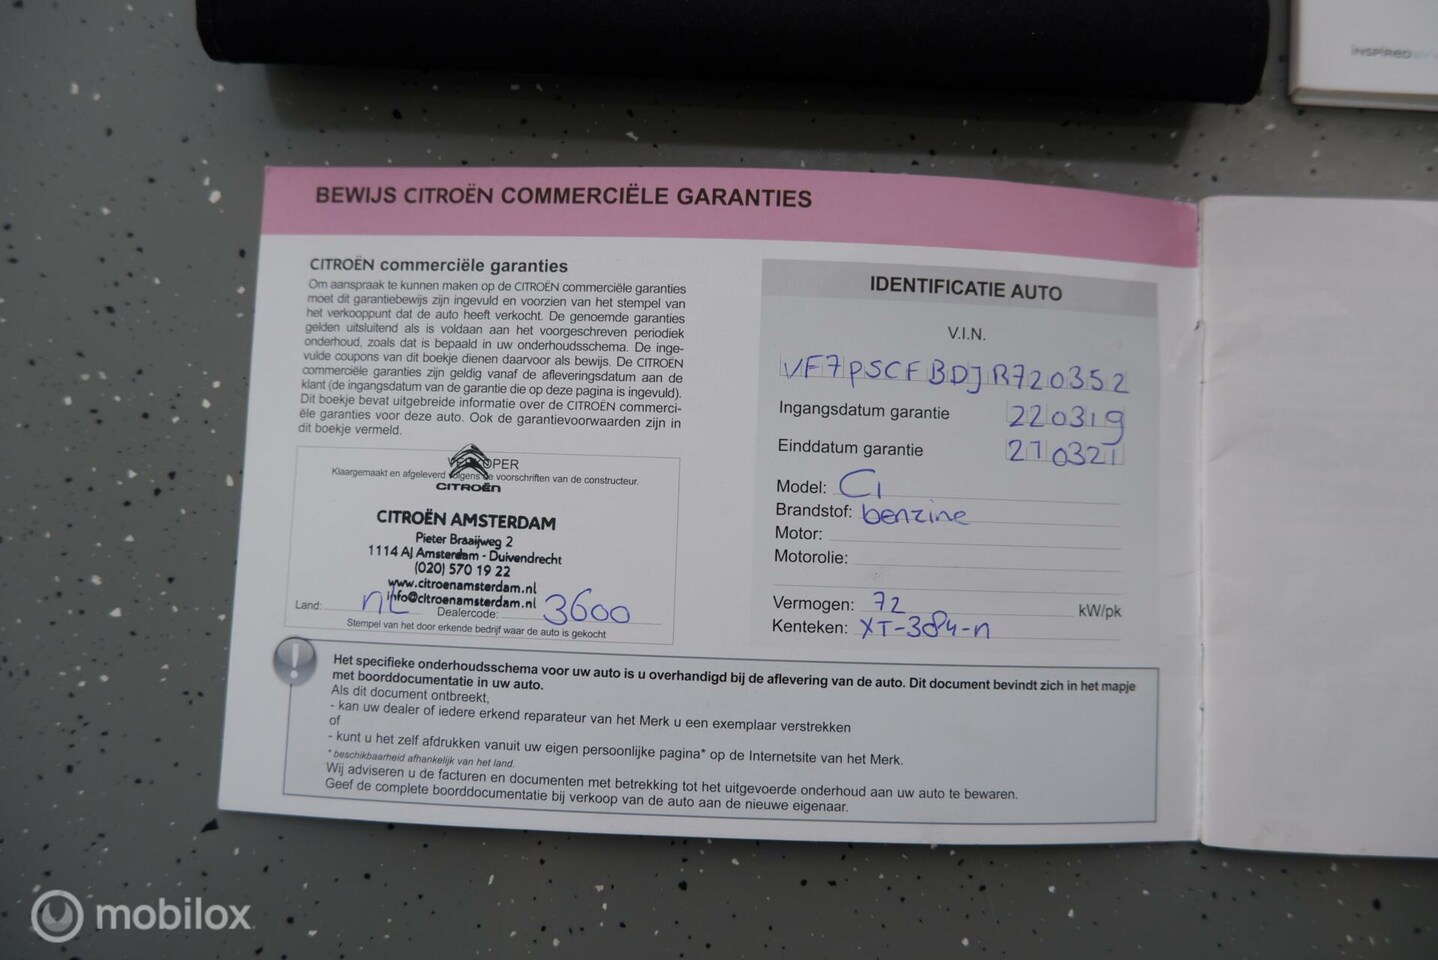 INSPIRED
BEWIJS CITROËN COMMERCIËLE GARANTIES
CITROËN commerciële garanties
Om aanspraak te kunnen maken op de CITROËN commerciële garanties
moet dit garantiebewijs zijn ingevuld en voorzien van het stempel van
het verkooppunt dat de auto heeft verkocht. De genoemde garanties
gelden uitsluitend als is voldaan aan het voorgeschreven periodiek
onderhoud, zoals dat is bepaald in uw onderhoudsschema. De inge-
vulde coupons van dit boekje dienen daarvoor als bewijs. De CITROËN
commerciële garanties zijn geldig vanaf de afleveringsdatum aan de
klant (de ingangsdatum van de garantie die op deze pagina is ingevuld).
Dit boekje bevat uitgebreide informatie over de CITROËN commerci-
ële garanties voor deze auto. Ook de garantievoorwaarden zijn in
dit boekje vermeld.
VERKOPER
Klaargemaakt en afgeleverd volgens de voorschriften van de constructeur.
CITROËN
CITROËN AMSTERDAM
Pieter Braaijweg 2
1114 AJ Amsterdam - Duivendrecht
(020) 570 19 22
www.citroenamsterdam.nl
info@citroenamsterdam.nl
Land: nL Dealercode: 3600
Stempel van het door erkende bedrijf waar de auto is gekocht
IDENTIFICATIE AUTO
V.I.N.
VF7PSCFBDJR720352
Ingangsdatum garantie 220319
Einddatum garantie 210321
Model: C1
Brandstof: benzine
Motor:
Motorolie:
Vermogen: 72 kW/pk
Kenteken: XT-384-n
Het specifieke onderhoudsschema voor uw auto is u overhandigd bij de aflevering van de auto. Dit document bevindt zich in het mapje
met boorddocumentatie in uw auto.
Als dit document ontbreekt,
- kan uw dealer of iedere erkend reparateur van het Merk u een exemplaar verstrekken
of
- kunt u het zelf afdrukken vanuit uw eigen persoonlijke pagina* op de Internetsite van het Merk.
* beschikbaarheid afhankelijk van het land.
Wij adviseren u de facturen en documenten met betrekking tot het uitgevoerde onderhoud aan uw auto te bewaren.
Geef de complete boorddocumentatie bij verkoop van de auto aan de nieuwe eigenaar.
mobilox